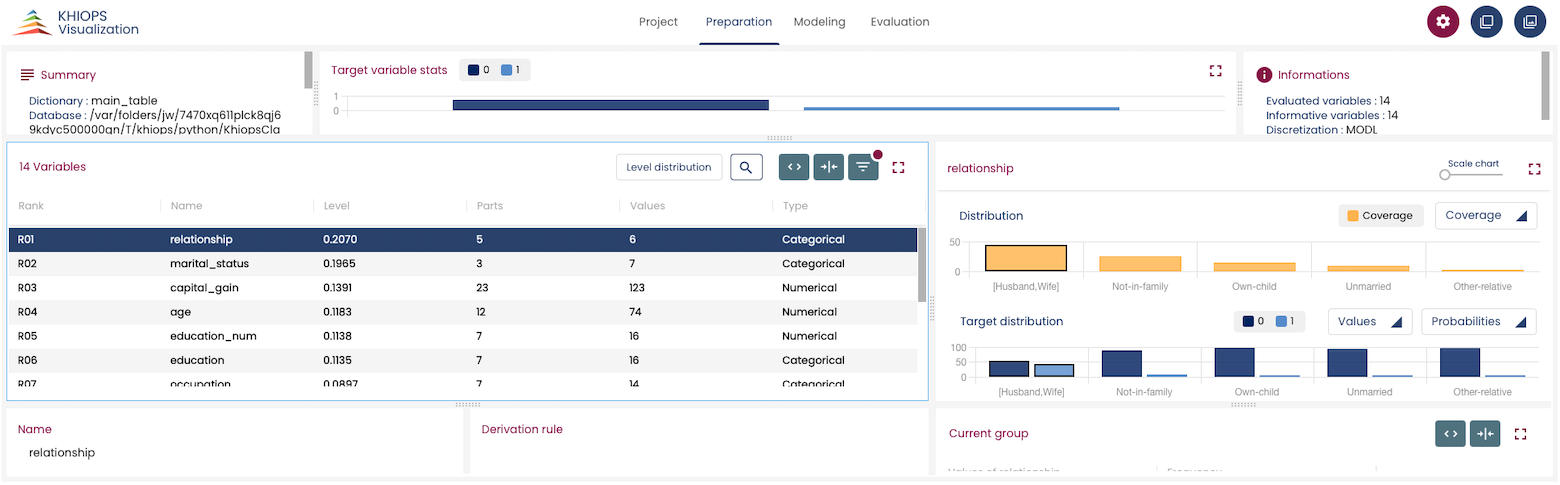 KHIOPS
Visualization
Project Preparation Modeling Evaluation
Summary
Dictionary : main_table
Database : /var/folders/jw/7470xq611plck8qj6
9kdyc500000gn/T/khiops/python/KhiopsCla
Target variable stats 0 1
1
0
Informations
Evaluated variables : 14
Informative variables : 14
Discretization : MODL
14 Variables Level distribution
Rank Name Level Parts Values Type
R01 relationship 0.2070 5 6 Categorical
R02 marital_status 0.1965 3 7 Categorical
R03 capital_gain 0.1391 23 123 Numerical
R04 age 0.1183 12 74 Numerical
R05 education_num 0.1138 7 16 Numerical
R06 education 0.1135 7 16 Categorical
R07 occupation 0.0897 7 14 Categorical
relationship Scale chart
Distribution Coverage Coverage
50
0
[Husband,Wife] Not-in-family Own-child Unmarried Other-relative
Target distribution 0 1 Values Probabilities
100
50
0
[Husband,Wife] Not-in-family Own-child Unmarried Other-relative
Name
relationship
Derivation rule
Current group
Values of relationship Frequency